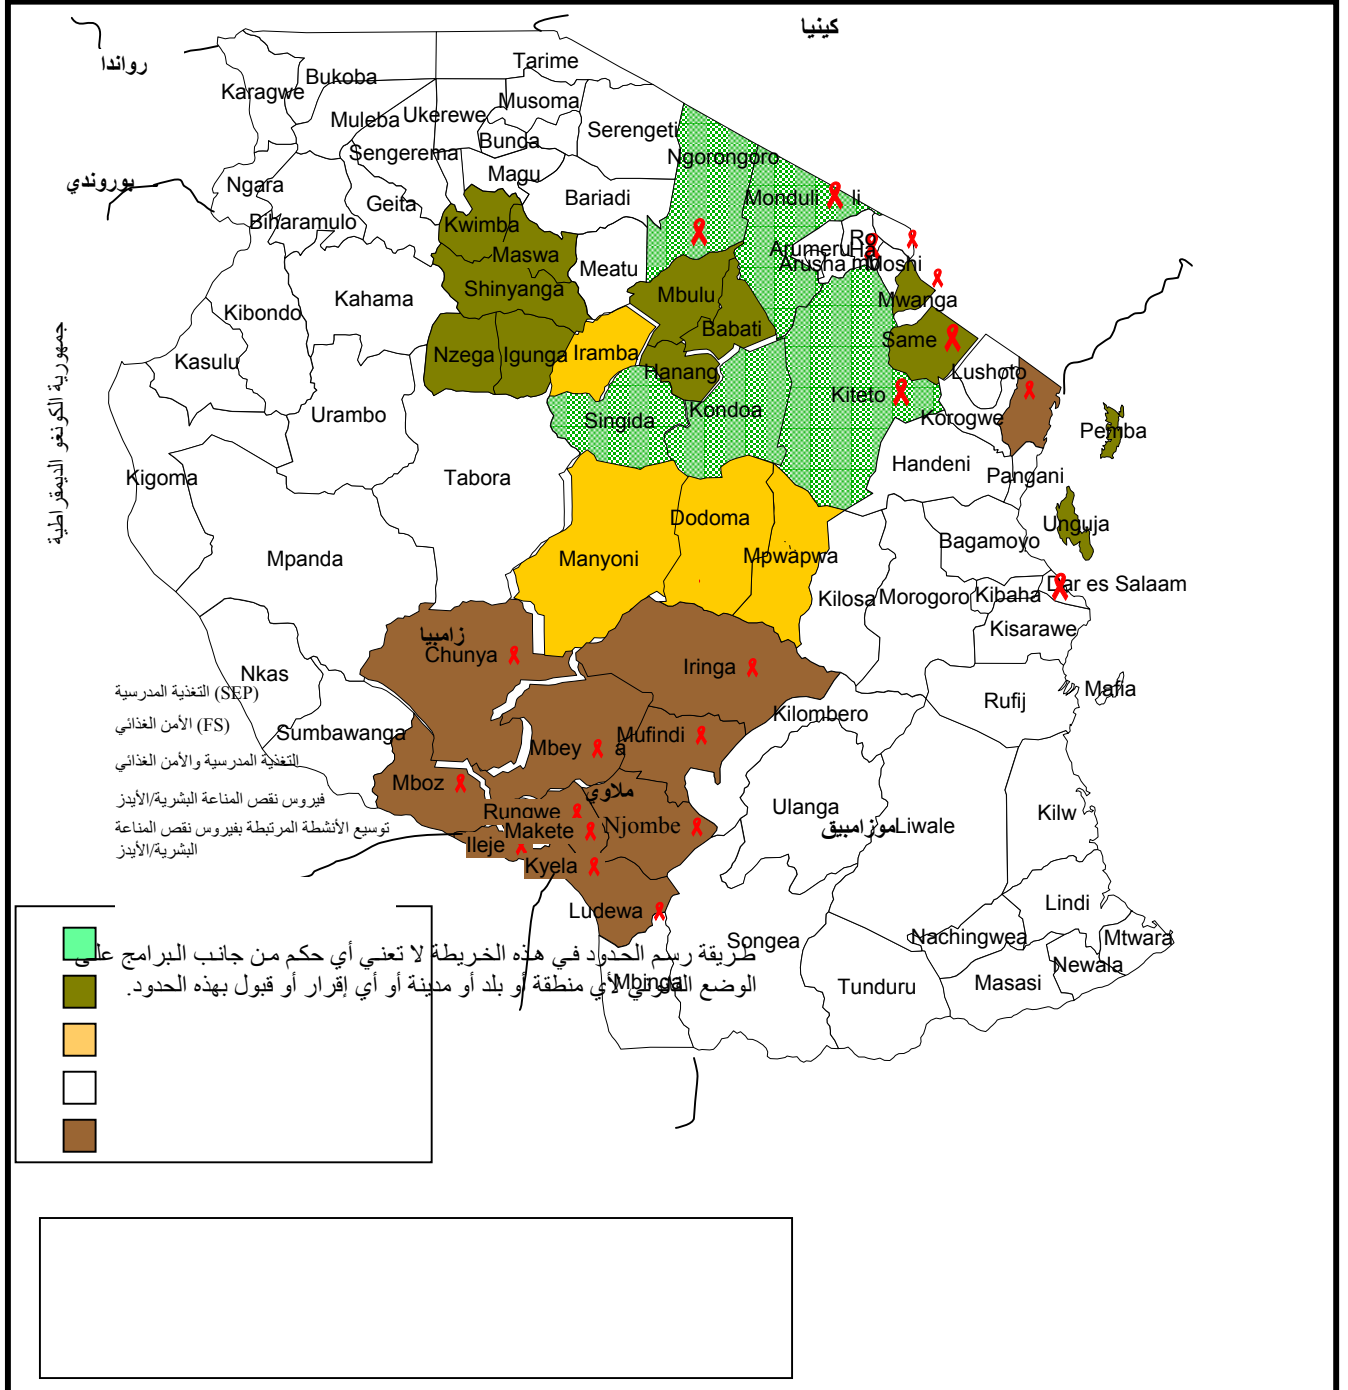 كينيا
رواندا
Tarime
Bukoba
Karagwe
Musoma
Ukerewe
Muleba
Serengeti
Bunda
Sengerema
Ngorongoro
Magu
بوروندي
Ngara
Bariadi
Monduli
li
Geita
Biharamulo
Kwimba
Ro
Arumeru
Ha
Maswa
Arusha
Moshi
Meatu
Shinyanga
Mbulu
Kahama
Mwanga
Kibondo
Babati
Same
Nzega
Igunga
Iramba
Kasulu
Hanang
Lushoto
جمهورية الكونغو الديمقراطية
Kiteto
Urambo
Kondoa
Singida
Korogwe
Pemba
Handeni
Kigoma
Tabora
Pangani
Dodoma
Unguja
Bagamoyo
Mpanda
Manyoni
Mpwapwa
Dar es Salaam
Kilosa
Morogoro
Kibaha
Kisarawe
زامبيا
Chunya
Iringa
Nkas
Mafia
Rufij
(SEP) التغذية المدرسية
Kilombero
(FS) الأمن الغذائي
Sumbawanga
Mufindi
Mbey
a
التغذية المدرسية والأمن الغذائي
Mboz
ملاوي
فيروس نقص المناعة البشرية/الأيدز
Rungwe
Ulanga
Kilw
توسيع الأنشطة المرتبطة بفيروس نقص المناعة
البشرية/الأيدز
Makete
Njombe
موزامبيق
Liwale
Ileje
Kyela
Ludewa
Lindi
Songea
Nachingwea
Mtwara
طريقة رسم الحدود في هذه الخريطة لا تعني أي حكم من جانب البرامج على
Newala
الوضع القانوني لأي منطقة أو بلد أو مدينة أو أي إقرار أو قبول بهذه الحدود.
Mbinga
Tunduru
Masasi